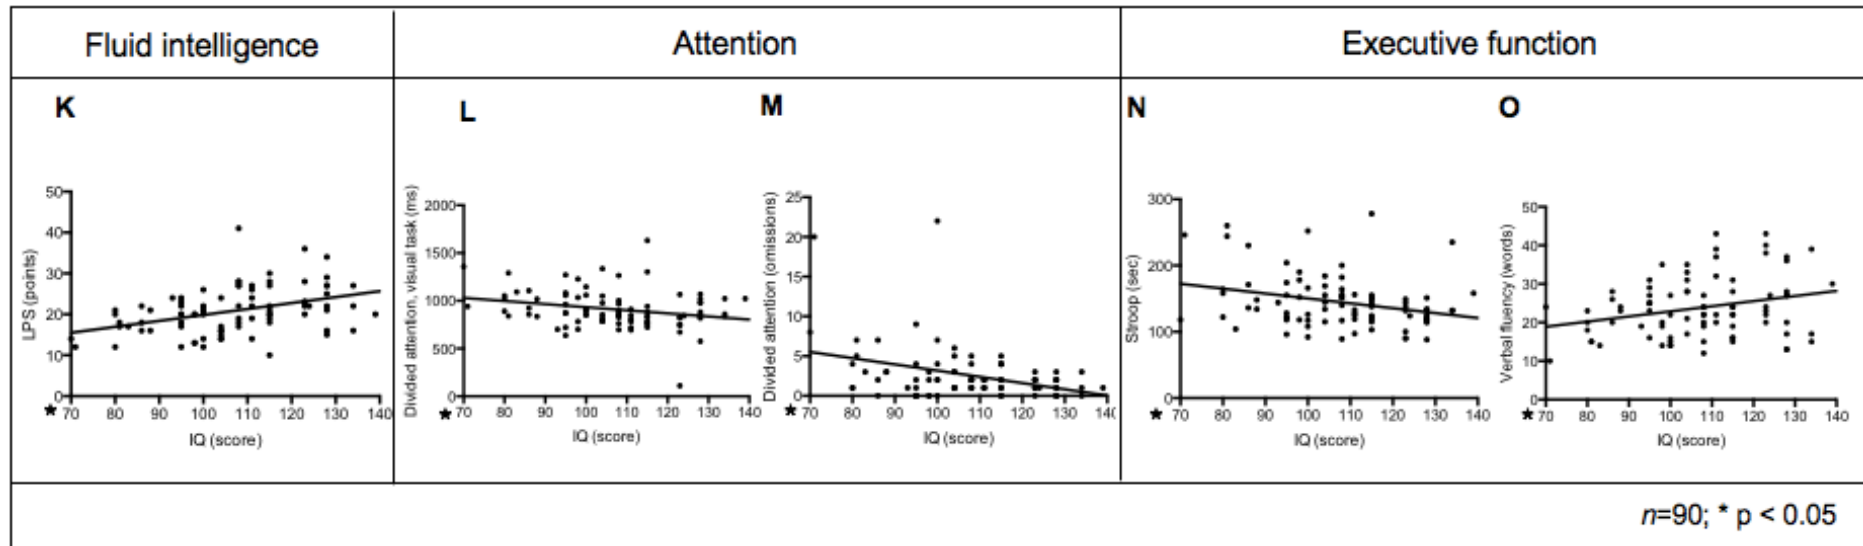 Fluid intelligence
Attention
Executive function
K
L
M
N
O
LPS (points)
50
40
30
20
10
0
* 70 80 90 100 110 120 130 140
IQ (score)
Divided attention, visual task (ms)
2000
1500
1000
500
0
* 70 80 90 100 110 120 130 140
IQ (score)
Divided attention (omissions)
25
20
15
10
5
0
* 70 80 90 100 110 120 130 140
IQ (score)
Stroop (sec)
300
200
100
0
* 70 80 90 100 110 120 130 140
IQ (score)
Verbal fluency (words)
50
40
30
20
10
0
* 70 80 90 100 110 120 130 140
IQ (score)
n=90; * p < 0.05